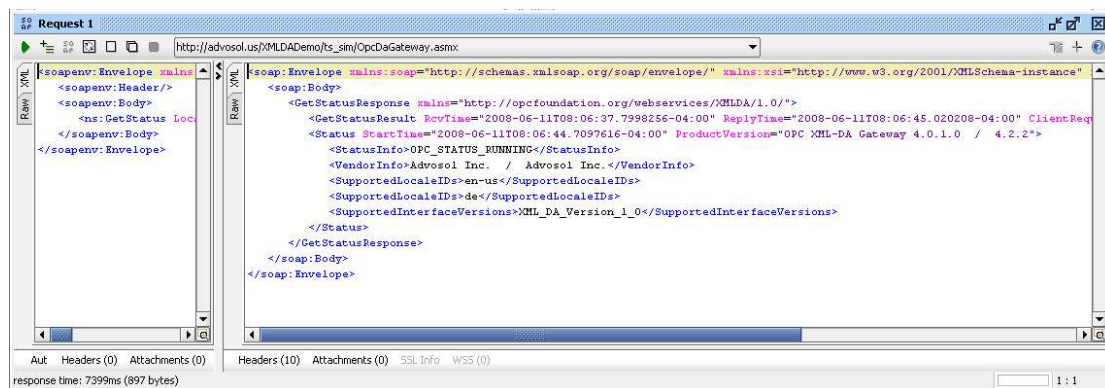 Request 1
http://advosol.us/XMLDADemo/ts_sim/OpcDaGateway.asmx
XML
Raw
<soapenv:Envelope xmlns
<soapenv:Header/>
<soapenv:Body>
<ns:GetStatus Loc
</soapenv:Body>
</soapenv:Envelope>
XML
Raw
<soap:Envelope xmlns:soap="http://schemas.xmlsoap.org/soap/envelope/" xmlns:xsi="http://www.w3.org/2001/XMLSchema-instance"
<soap:Body>
<GetStatusResponse xmlns="http://opcfoundation.org/webservices/XMLDA/1.0/">
<GetStatusResult RcvTime="2008-06-11T08:06:37.7998256-04:00" ReplyTime="2008-06-11T08:06:45.020208-04:00" ClientReq
<Status StartTime="2008-06-11T08:06:44.7097616-04:00" ProductVersion="OPC XML-DA Gateway 4.0.1.0 / 4.2.2">
<StatusInfo>OPC_STATUS_RUNNING</StatusInfo>
<VendorInfo>Advosol Inc. / Advosol Inc.</VendorInfo>
<SupportedLocaleIDs>en-us</SupportedLocaleIDs>
<SupportedLocaleIDs>de</SupportedLocaleIDs>
<SupportedInterfaceVersions>XML_DA_Version_1_0</SupportedInterfaceVersions>
</Status>
</GetStatusResponse>
</soap:Body>
</soap:Envelope>
Aut Headers (0) Attachments (0)
Headers (10) Attachments (0) SSL Info WSS (0)
response time: 7399ms (897 bytes)
1 : 1